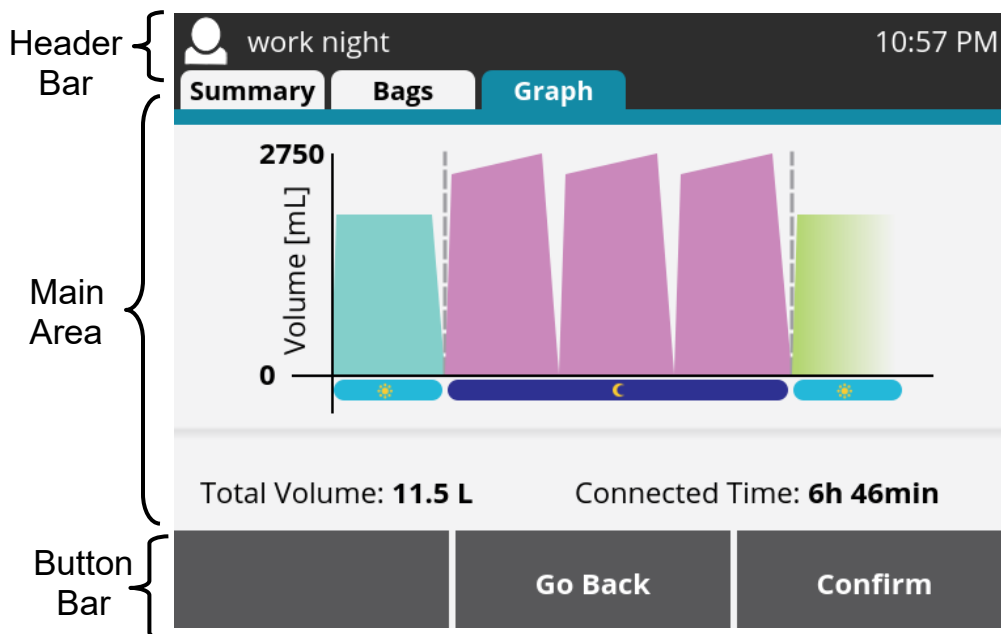 Header
Bar
work night
10:57 PM
Summary
Bags
Graph
Main
Area
2750
Volume [mL]
0
Total Volume: 11.5 L
Connected Time: 6h 46min
Button
Bar
Go Back
Confirm